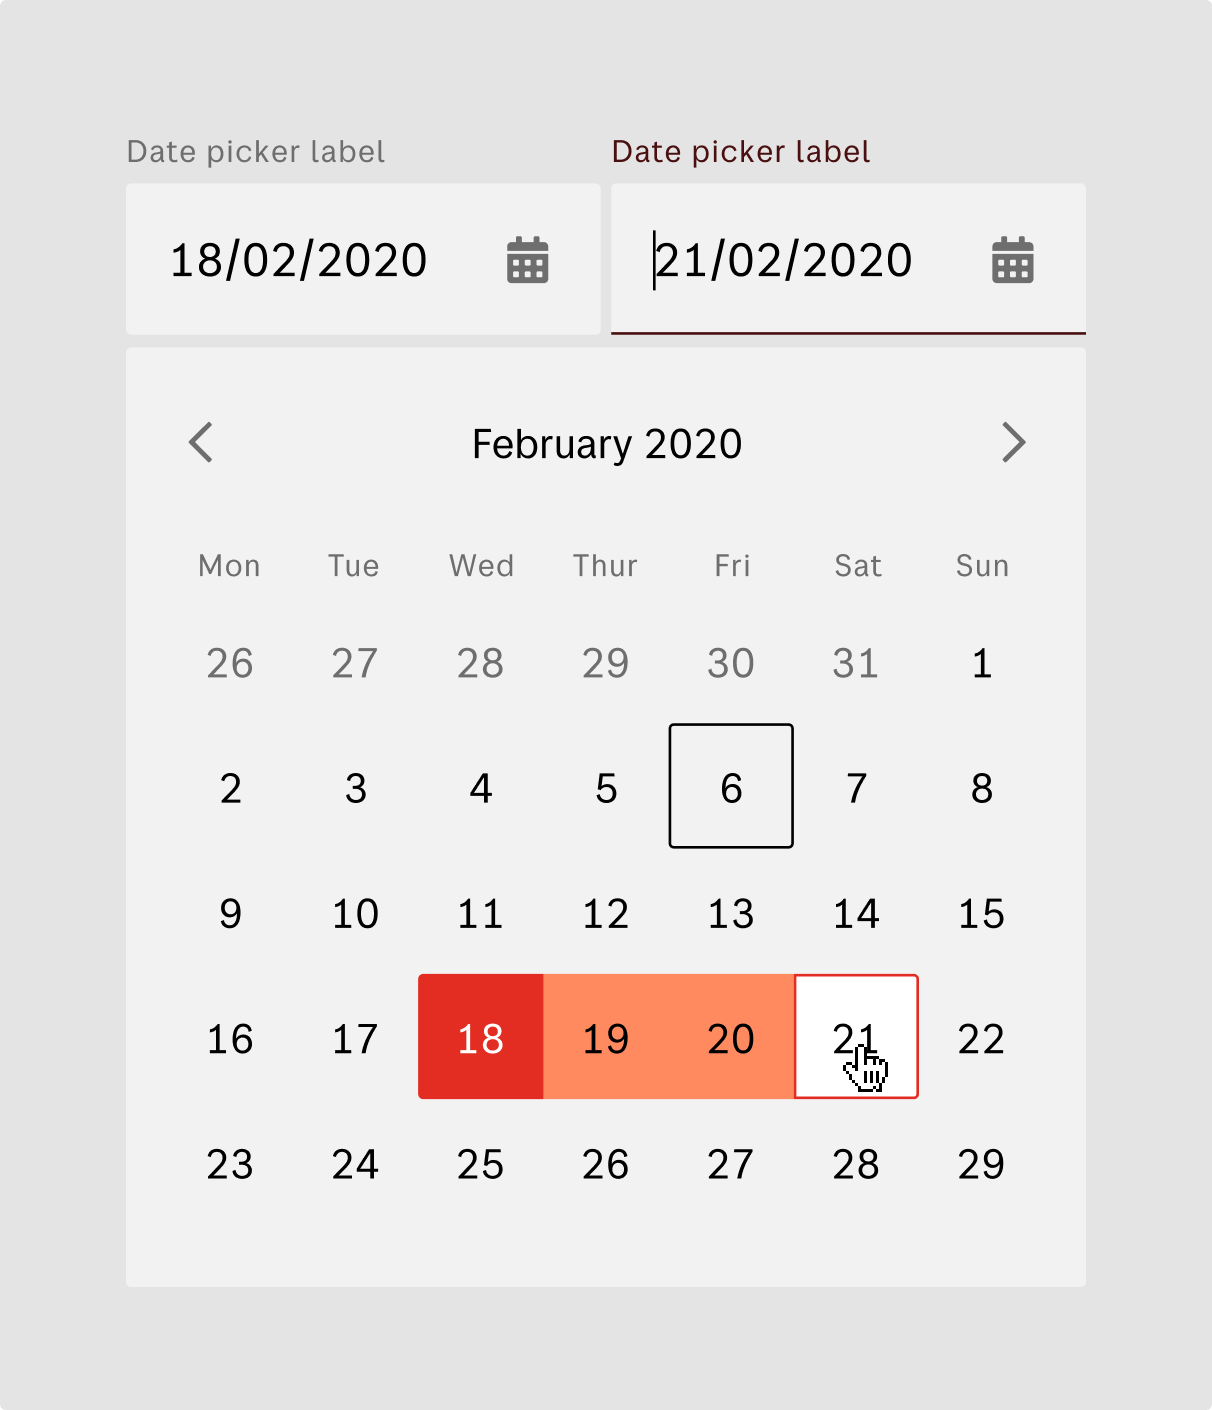 Date picker label Date picker label
18/02/2020 21/02/2020
February 2020
Mon Tue Wed Thur Fri Sat Sun
26 27 28 29 30 31 1
2 3 4 5 6 7 8
9 10 11 12 13 14 15
16 17 18 19 20 21 22
23 24 25 26 27 28 29